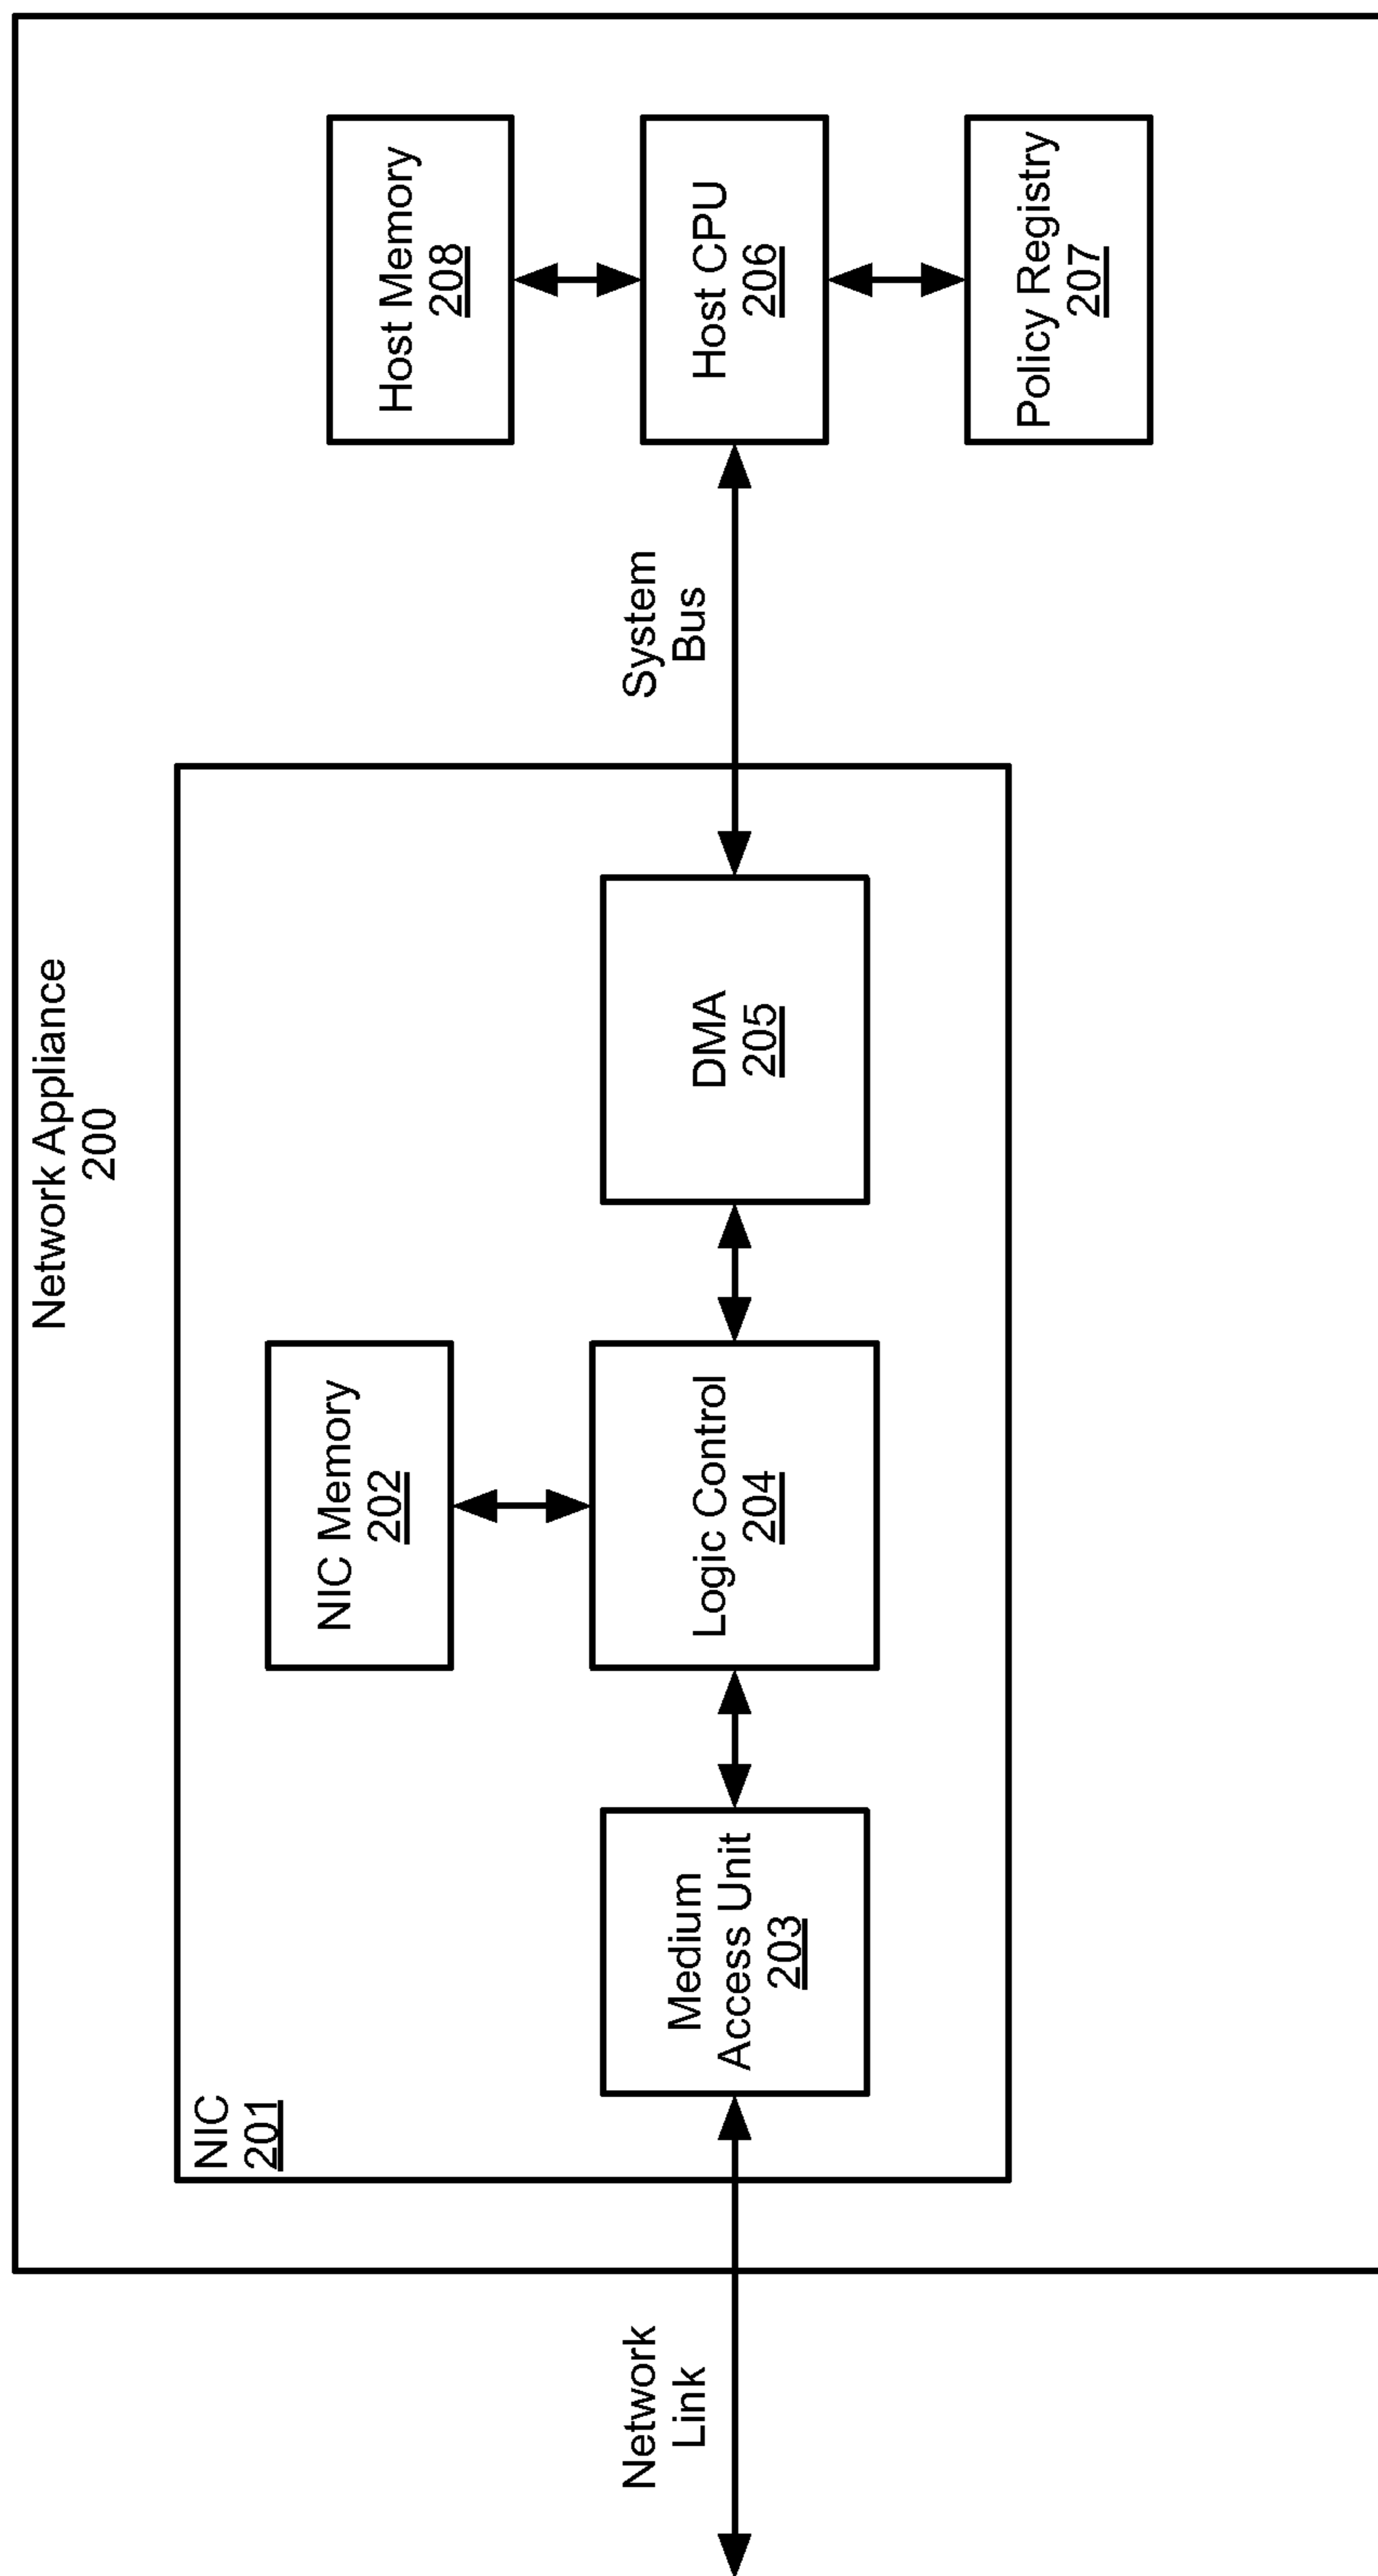 Network Appliance
200
NIC
201
Network
Link
Medium
Access Unit
203
NIC Memory
202
Logic Control
204
DMA
205
System
Bus
Host Memory
208
Host CPU
206
Policy Registry
207